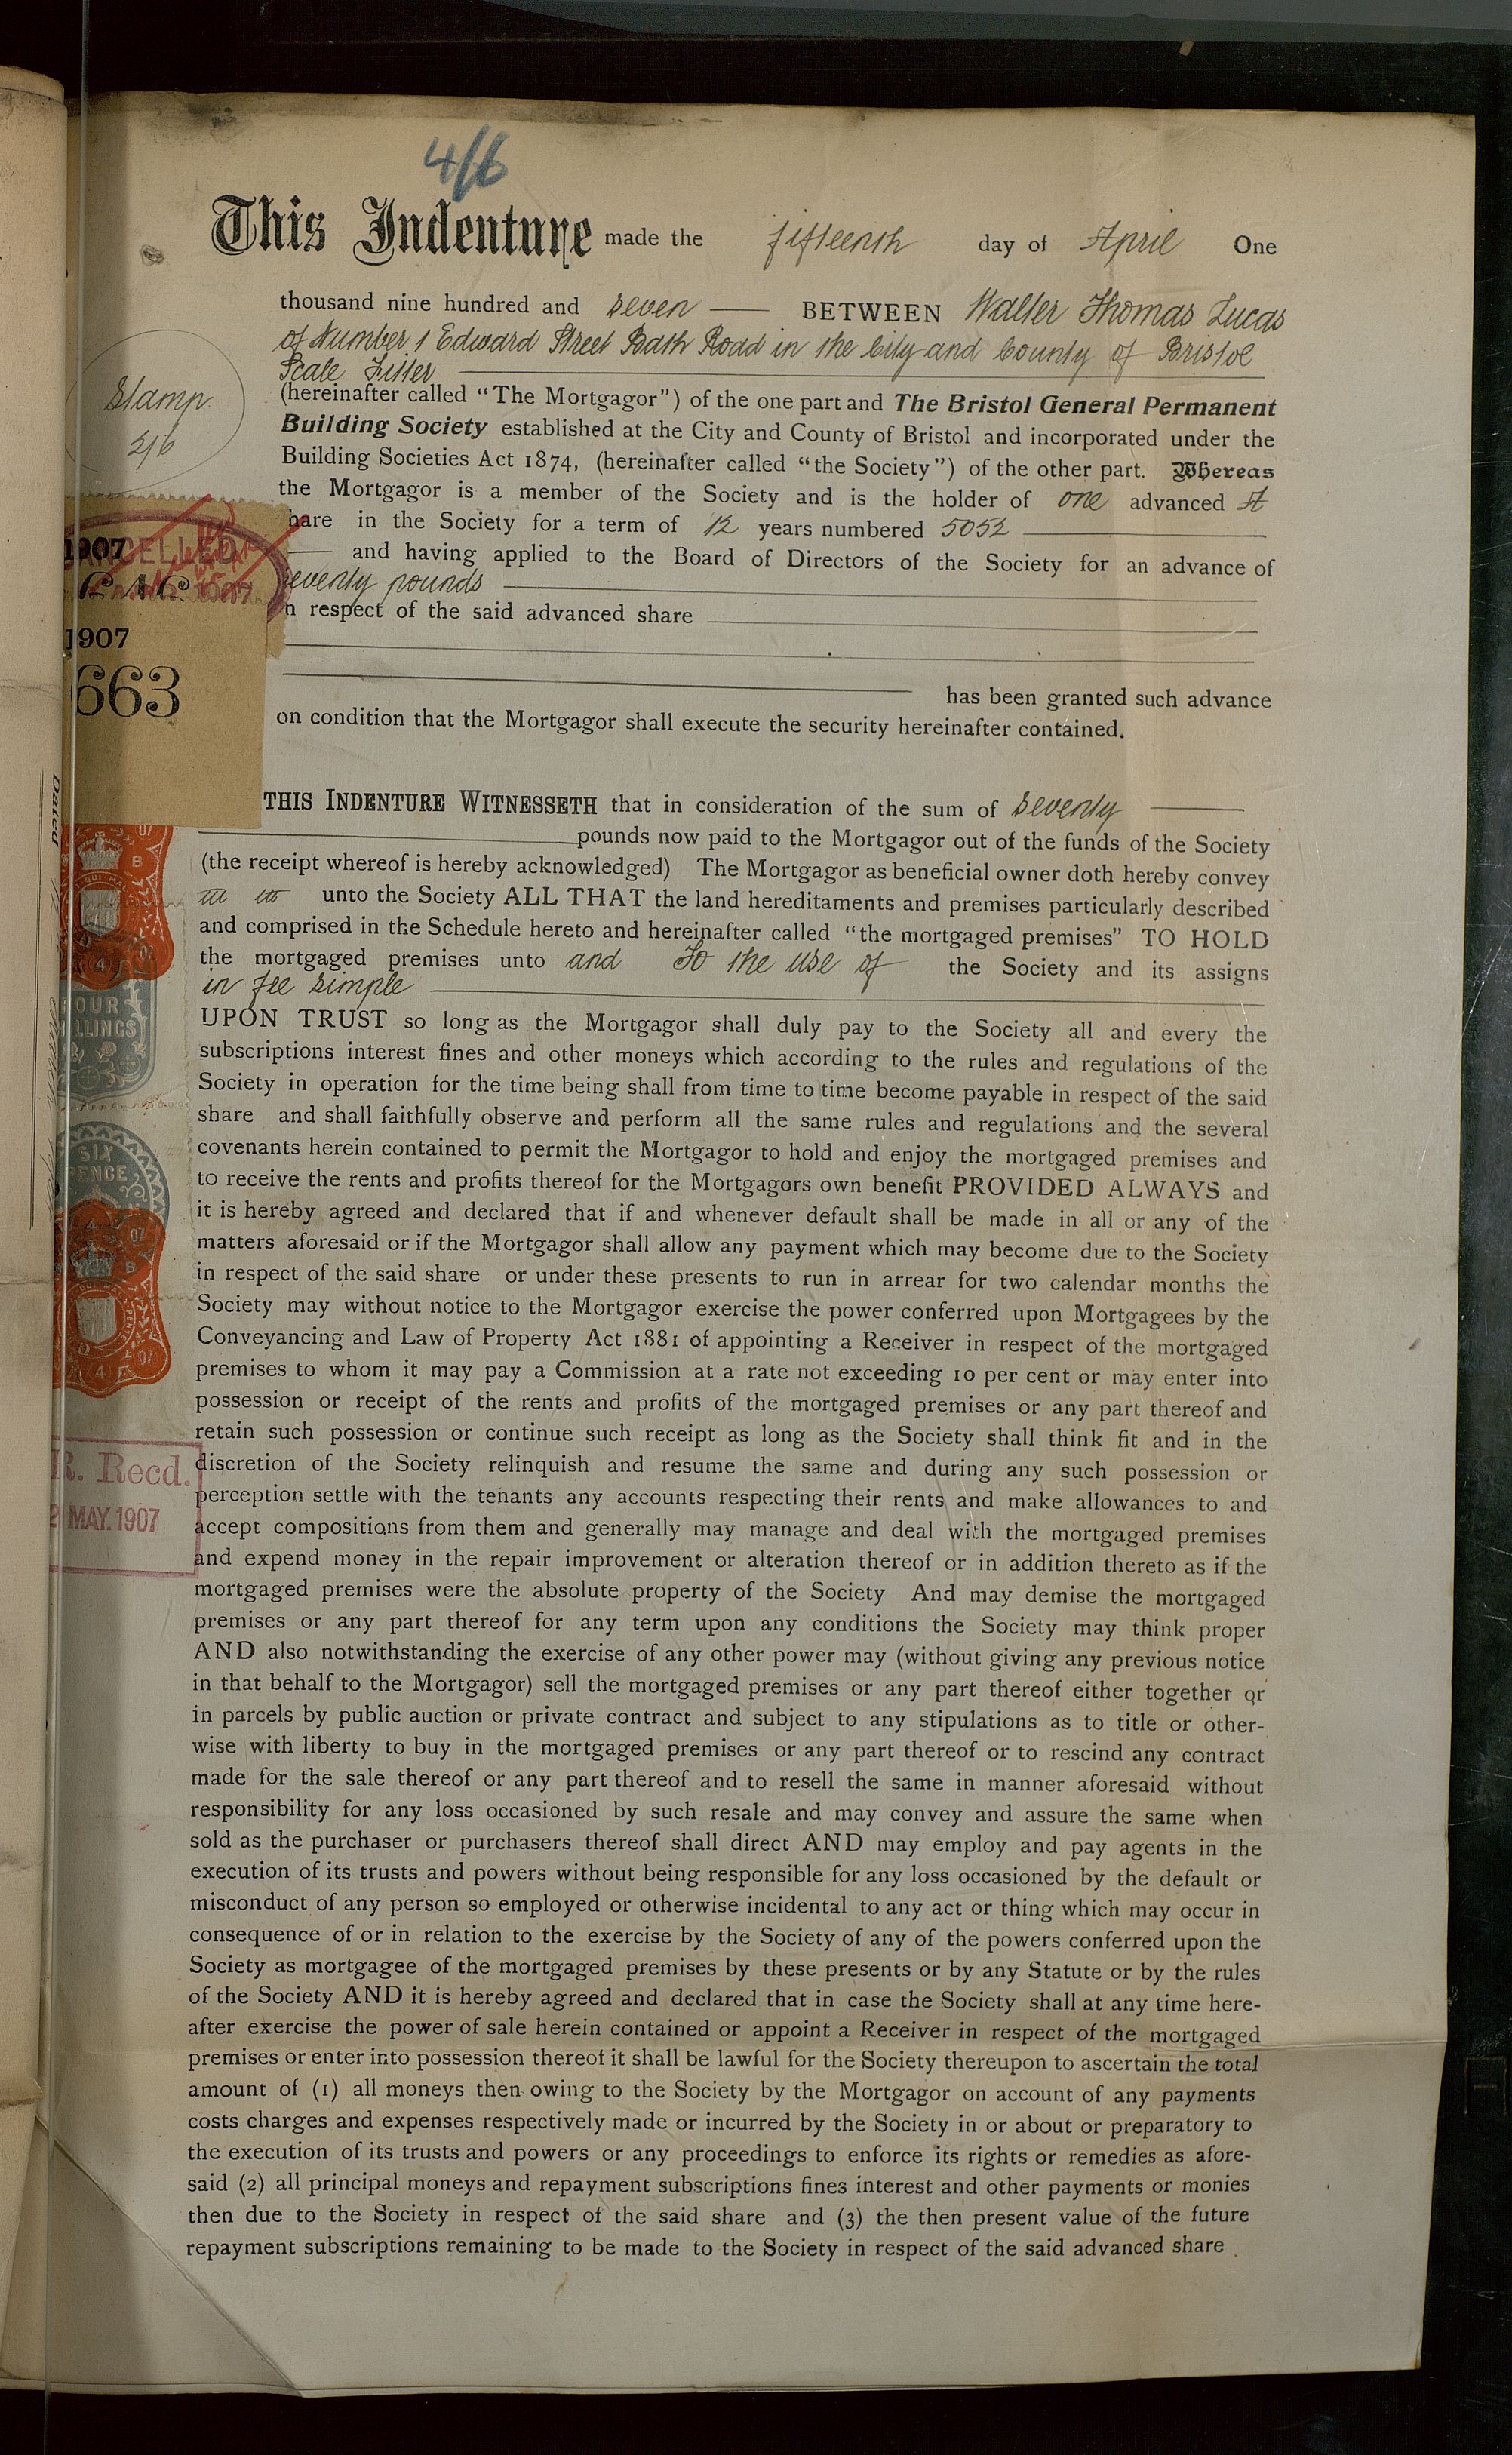 4/6
This Indenture made the fifteenth day of April One
thousand nine hundred and seven BETWEEN Walter Thomas Lucas
of Number 1 Edward Street Bath Road in the City and County of Bristol
Scale Fitter
(hereinafter called "The Mortgagor") of the one part and The Bristol General Permanent
Building Society established at the City and County of Bristol and incorporated under the
Building Societies Act 1874, (hereinafter called "the Society") of the other part. Whereas
the Mortgagor is a member of the Society and is the holder of one advanced A
hare in the Society for a term of 12 years numbered 5052
and having applied to the Board of Directors of the Society for an advance of
seventy pounds
n respect of the said advanced share
has been granted such advance
on condition that the Mortgagor shall execute the security hereinafter contained.
Stamp
2/6
1907
CANCELLED
1907
663
Dated
THIS INDENTURE WITNESSETH that in consideration of the sum of seventy
pounds now paid to the Mortgagor out of the funds of the Society
(the receipt whereof is hereby acknowledged) The Mortgagor as beneficial owner doth hereby convey
unto the Society ALL THAT the land hereditaments and premises particularly described
and comprised in the Schedule hereto and hereinafter called "the mortgaged premises" TO HOLD
the mortgaged premises unto and To the use of the Society and its assigns
in fee simple
UPON TRUST so long as the Mortgagor shall duly pay to the Society all and every the
subscriptions interest fines and other moneys which according to the rules and regulations of the
Society in operation for the time being shall from time to time become payable in respect of the said
share and shall faithfully observe and perform all the same rules and regulations and the several
covenants herein contained to permit the Mortgagor to hold and enjoy the mortgaged premises and
to receive the rents and profits thereof for the Mortgagors own benefit PROVIDED ALWAYS and
it is hereby agreed and declared that if and whenever default shall be made in all or any of the
matters aforesaid or if the Mortgagor shall allow any payment which may become due to the Society
in respect of the said share or under these presents to run in arrear for two calendar months the
Society may without notice to the Mortgagor exercise the power conferred upon Mortgagees by the
Conveyancing and Law of Property Act 1881 of appointing a Receiver in respect of the mortgaged
premises to whom it may pay a Commission at a rate not exceeding 10 per cent or may enter into
possession or receipt of the rents and profits of the mortgaged premises or any part thereof and
retain such possession or continue such receipt as long as the Society shall think fit and in the
discretion of the Society relinquish and resume the same and during any such possession or
perception settle with the tenants any accounts respecting their rents and make allowances to and
accept compositions from them and generally may manage and deal with the mortgaged premises
and expend money in the repair improvement or alteration thereof or in addition thereto as if the
mortgaged premises were the absolute property of the Society And may demise the mortgaged
premises or any part thereof for any term upon any conditions the Society may think proper
AND also notwithstanding the exercise of any other power may (without giving any previous notice
in that behalf to the Mortgagor) sell the mortgaged premises or any part thereof either together or
in parcels by public auction or private contract and subject to any stipulations as to title or other-
wise with liberty to buy in the mortgaged premises or any part thereof or to rescind any contract
made for the sale thereof or any part thereof and to resell the same in manner aforesaid without
responsibility for any loss occasioned by such resale and may convey and assure the same when
sold as the purchaser or purchasers thereof shall direct AND may employ and pay agents in the
execution of its trusts and powers without being responsible for any loss occasioned by the default or
misconduct of any person so employed or otherwise incidental to any act or thing which may occur in
consequence of or in relation to the exercise by the Society of any of the powers conferred upon the
Society as mortgagee of the mortgaged premises by these presents or by any Statute or by the rules
of the Society AND it is hereby agreed and declared that in case the Society shall at any time here-
after exercise the power of sale herein contained or appoint a Receiver in respect of the mortgaged
premises or enter into possession thereof it shall be lawful for the Society thereupon to ascertain the total
amount of (1) all moneys then owing to the Society by the Mortgagor on account of any payments
costs charges and expenses respectively made or incurred by the Society in or about or preparatory to
the execution of its trusts and powers or any proceedings to enforce its rights or remedies as afore-
said (2) all principal moneys and repayment subscriptions fines interest and other payments or monies
then due to the Society in respect of the said share and (3) the then present value of the future
repayment subscriptions remaining to be made to the Society in respect of the said advanced share
OUR
LLINGS
SIX
PENCE
R. Recd.
2 MAY. 1907